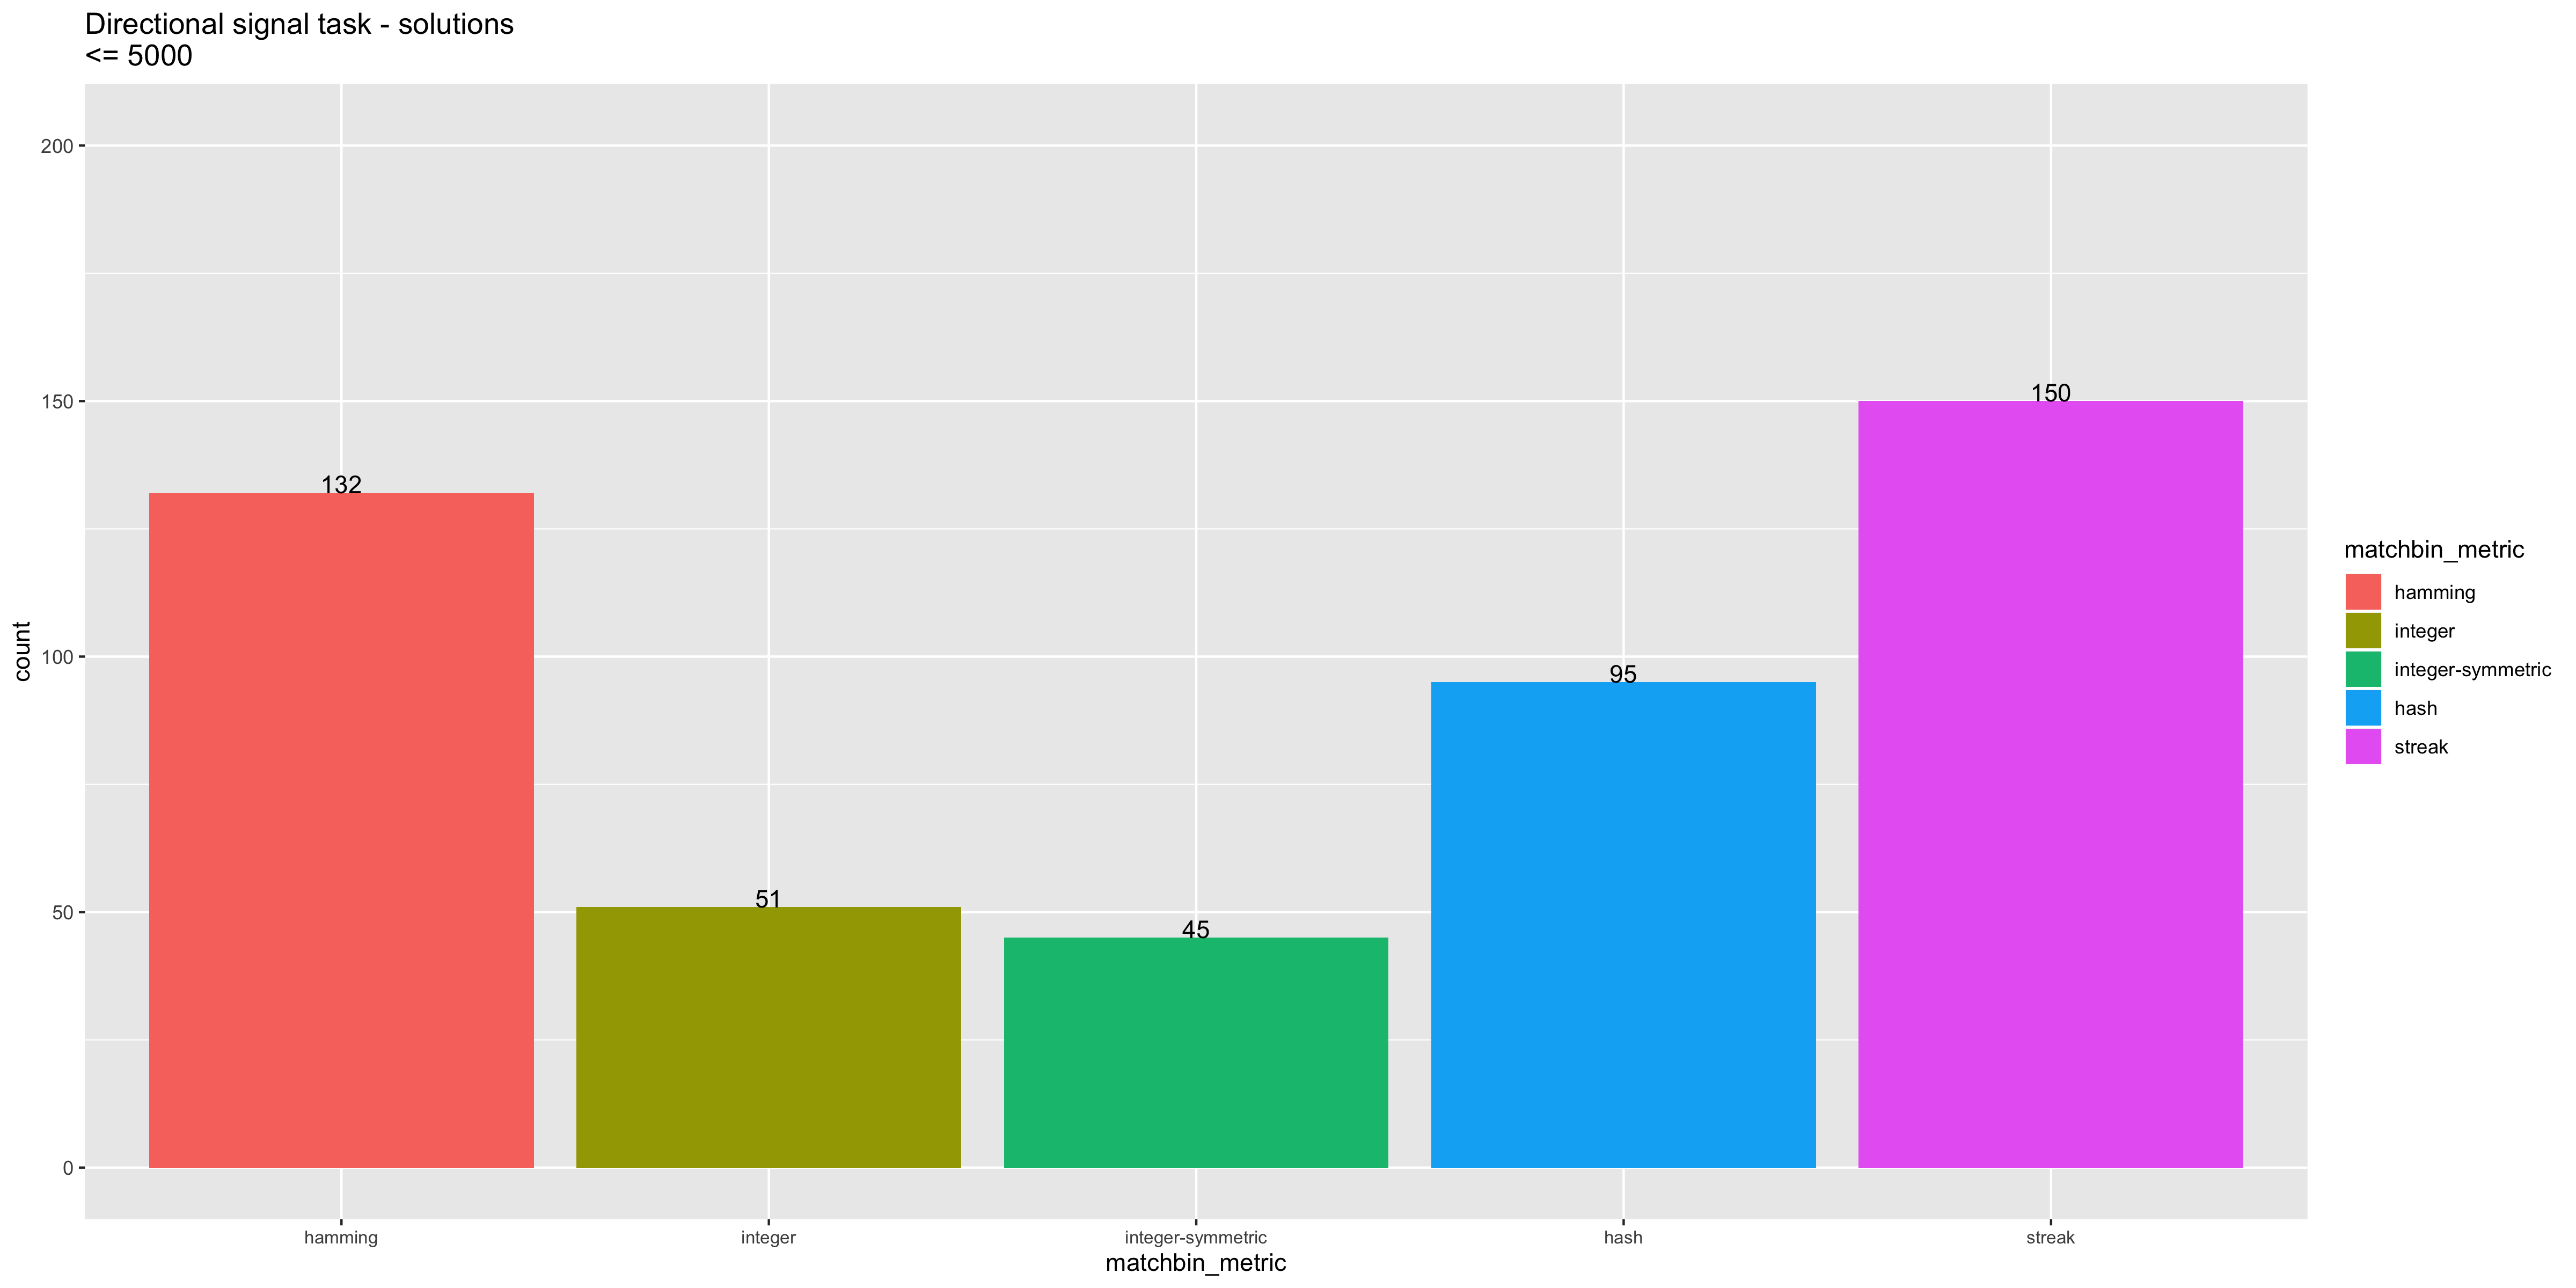 Directional signal task - solutions
<= 5000
200
150
100
50
0
count
132
51
45
95
150
hamming
integer
integer-symmetric
hash
streak
matchbin_metric
matchbin_metric
hamming
integer
integer-symmetric
hash
streak